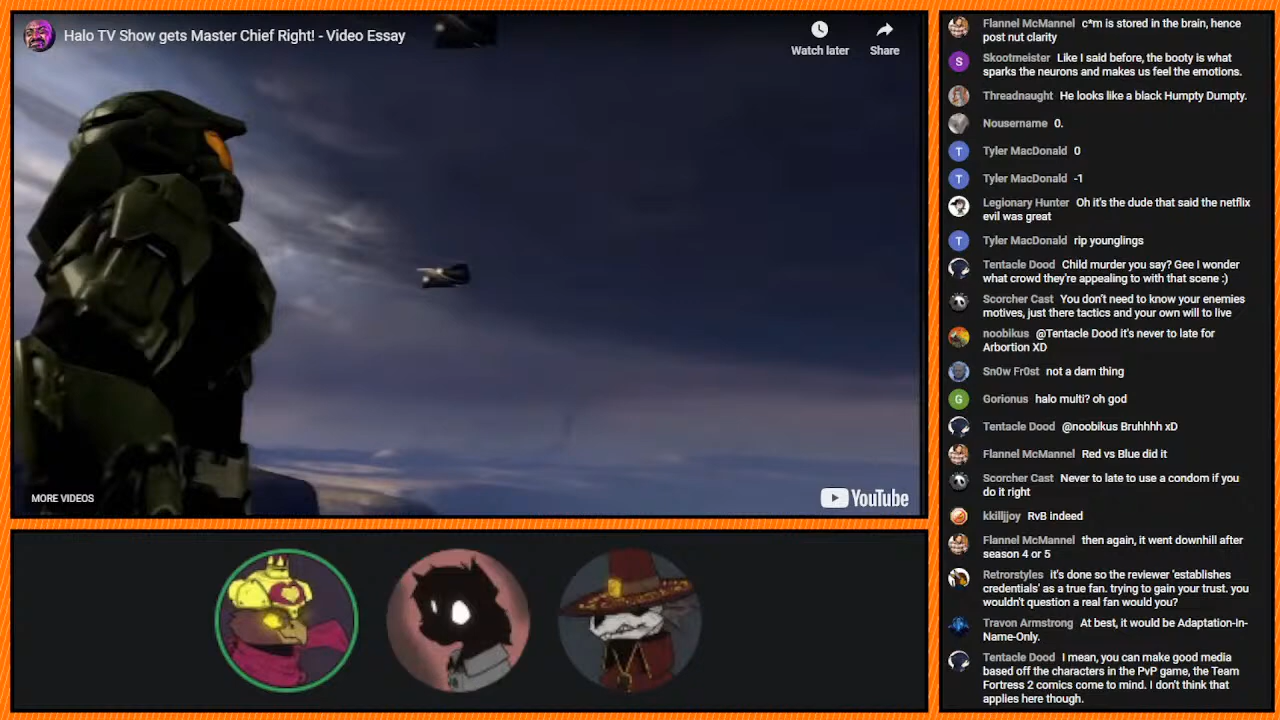 Halo TV Show gets Master Chief Right! - Video Essay
Watch later
Share
MORE VIDEOS
YouTube
Flannel McMannel c*m is stored in the brain, hence
post nut clarity
S
Skootmeister Like I said before, the booty is what
sparks the neurons and makes us feel the emotions.
Threadnaught He looks like a black Humpty Dumpty.
Nousername 0.
T
Tyler MacDonald 0
T
Tyler MacDonald -1
Legionary Hunter Oh it's the dude that said the netflix
evil was great
T
Tyler MacDonald rip younglings
Tentacle Dood Child murder you say? Gee I wonder
what crowd they're appealing to with that scene :)
Scorcher Cast You don't need to know your enemies
motives, just there tactics and your own will to live
noobikus @Tentacle Dood it's never to late for
Arbortion XD
Sn0w Fr0st not a dam thing
G
Gorionus halo multi? oh god
Tentacle Dood @noobikus Bruhhhh xD
Flannel McMannel Red vs Blue did it
Scorcher Cast Never to late to use a condom if you
do it right
kkilljjoy RvB indeed
Flannel McMannel then again, it went downhill after
season 4 or 5
Retrorstyles it's done so the reviewer 'establishes
credentials' as a true fan. trying to gain your trust. you
wouldn't question a real fan would you?
Travon Armstrong At best, it would be Adaptation-In-
Name-Only.
Tentacle Dood I mean, you can make good media
based off the characters in the PvP game, the Team
Fortress 2 comics come to mind. I don't think that
applies here though.